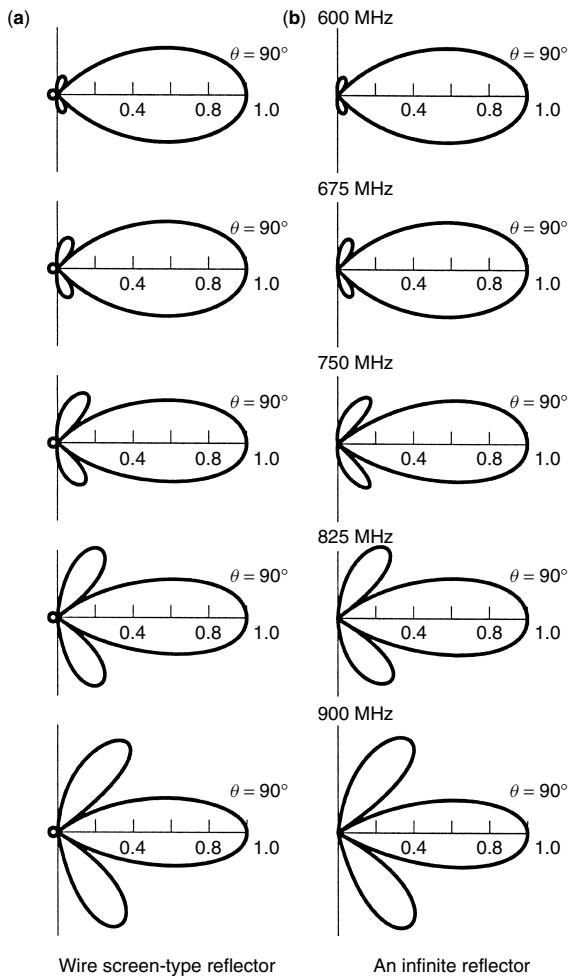 (a)
(b)
600 MHz
θ = 90°
0.4 0.8 1.0
θ = 90°
0.4 0.8 1.0
675 MHz
θ = 90°
0.4 0.8 1.0
θ = 90°
0.4 0.8 1.0
750 MHz
θ = 90°
0.4 0.8 1.0
θ = 90°
0.4 0.8 1.0
825 MHz
θ = 90°
0.4 0.8 1.0
θ = 90°
0.4 0.8 1.0
900 MHz
θ = 90°
0.4 0.8 1.0
θ = 90°
0.4 0.8 1.0
Wire screen-type reflector
An infinite reflector